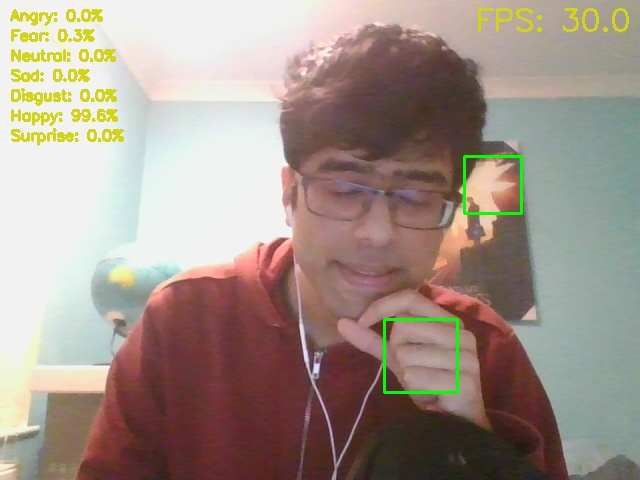 Angry: 0.0%
FPS: 30.0
Fear: 0.3%
Neutral: 0.0%
Sad: 0.0%
Disgust: 0.0%
Happy: 99.6%
Surprise: 0.0%